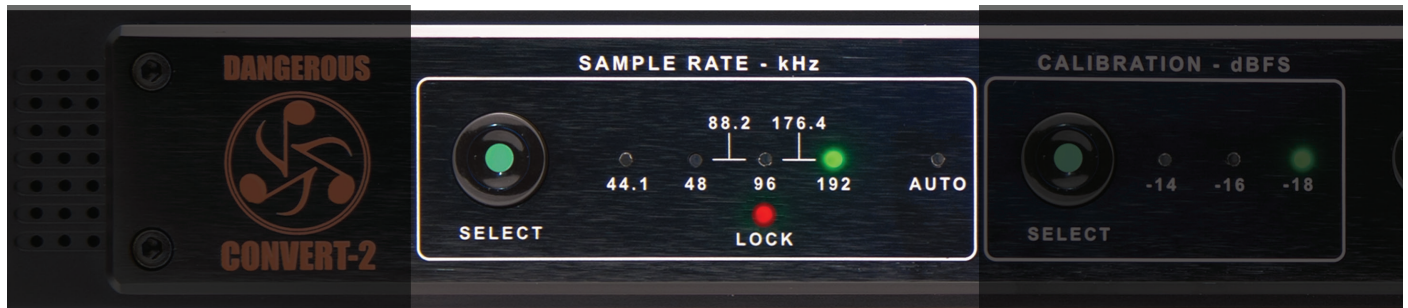 DANGEROUS
CONVERT-2
SAMPLE RATE - kHz
88.2 176.4
44.1 48 96 192 AUTO
SELECT
LOCK
CALIBRATION - dBFS
-14 -16 -18
SELECT